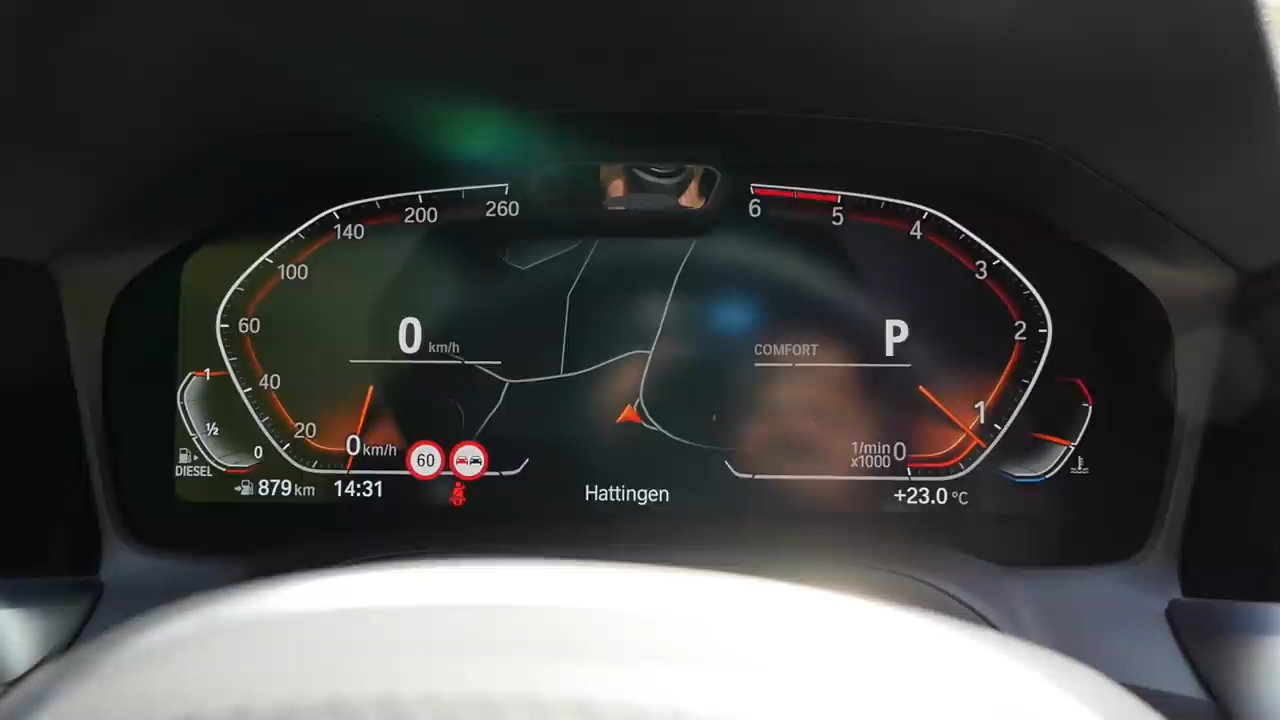 260
200
140
100
60
40
20
0 km/h
0 km/h
1
½
0
DIESEL
879 km
14:31
60
Hattingen
6
5
4
3
2
1
0
P
COMFORT
1/min
x1000
+23.0 °C